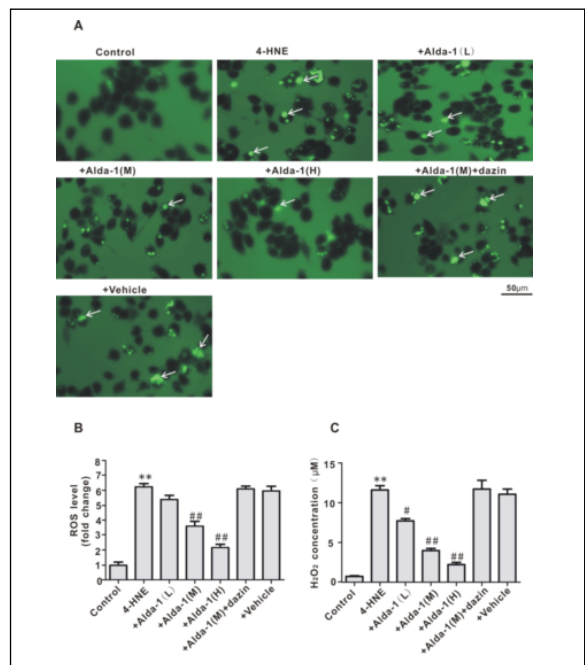 A
Control
4-HNE
+Alda-1(L)
+Alda-1(M)
+Alda-1(H)
+Alda-1(M)+dazin
+Vehicle
50μm
B
ROS level
(fold change)
8
7
6
5
4
3
2
1
0
**
##
##
Control
4-HNE
+Alda-1(L)
+Alda-1(M)
+Alda-1(H)
+Alda-1(M)+dazin
+Vehicle
C
H₂O₂ concentration (μM)
15
10
5
0
**
#
##
##
Control
4-HNE
+Alda-1(L)
+Alda-1(M)
+Alda-1(H)
+Alda-1(M)+dazin
+Vehicle